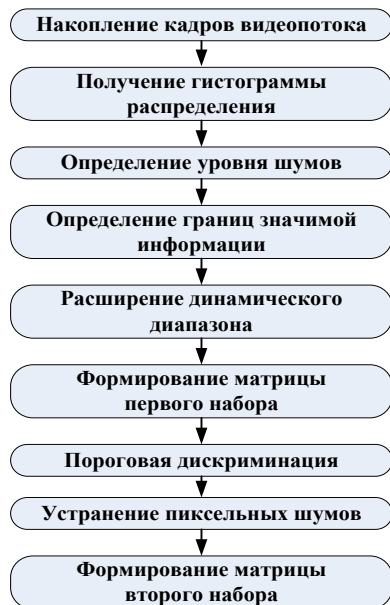 Накопление кадров видеопотока
Получение гистограммы
распределения
Определение уровня шумов
Определение границ значимой
информации
Расширение динамического
диапазона
Формирование матрицы
первого набора
Пороговая дискриминация
Устранение пиксельных шумов
Формирование матрицы
второго набора